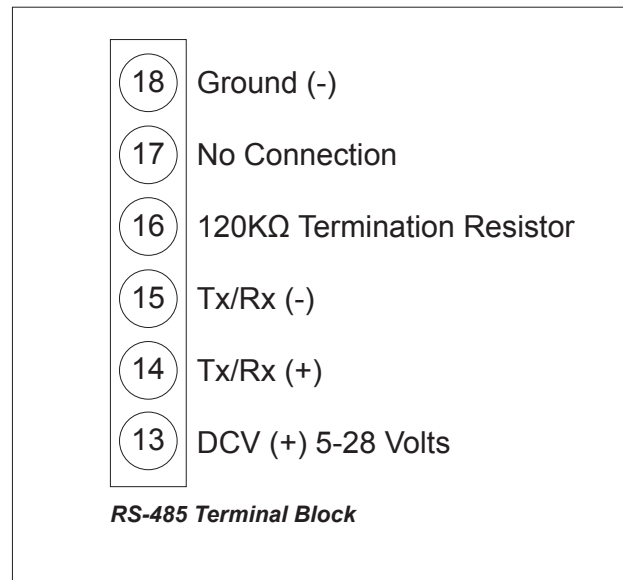 18 Ground (-)
17 No Connection
16 120KΩ Termination Resistor
15 Tx/Rx (-)
14 Tx/Rx (+)
13 DCV (+) 5-28 Volts
RS-485 Terminal Block